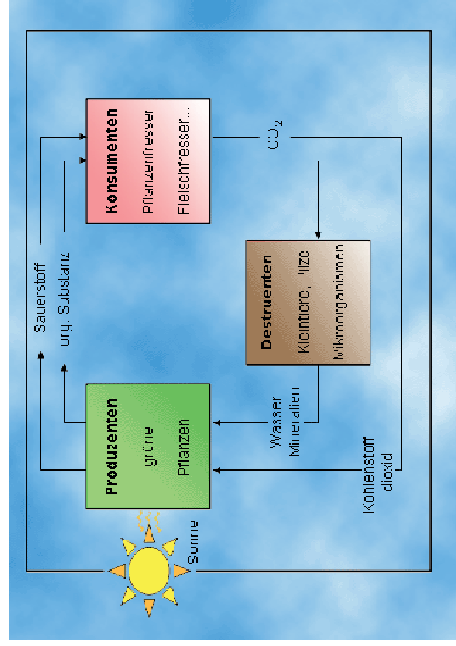 Sauerstoff
org. Substanz
Produzenten
grüne
Pflanzen
Konsumenten
Pflanzenfresser
Fleischfresser...
Sonne
Wasser
Mineralien
Destruenten
Kleintiere, Pilze
Mikroorganismen
CO₂
Kohlenstoff
dioxid